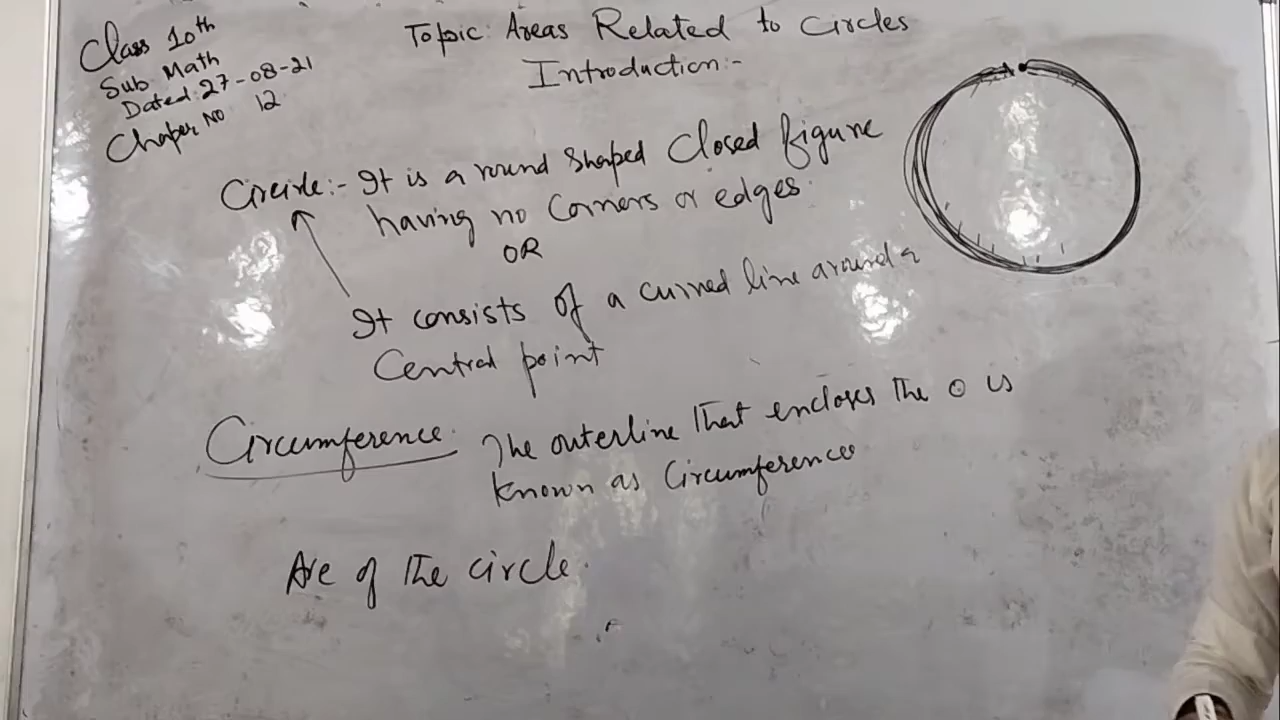 Class 10th
Sub Math
Dated: 27-08-21
Chaper No 12
Topic: Areas Related to Circles
Introduction:-
Circle:- It is a round shaped closed figure
having no corners or edges.
OR
It consists of a curved line around a
Central point
Circumference. The outerline that encloses the O is
known as Circumference
Arc of the circle.